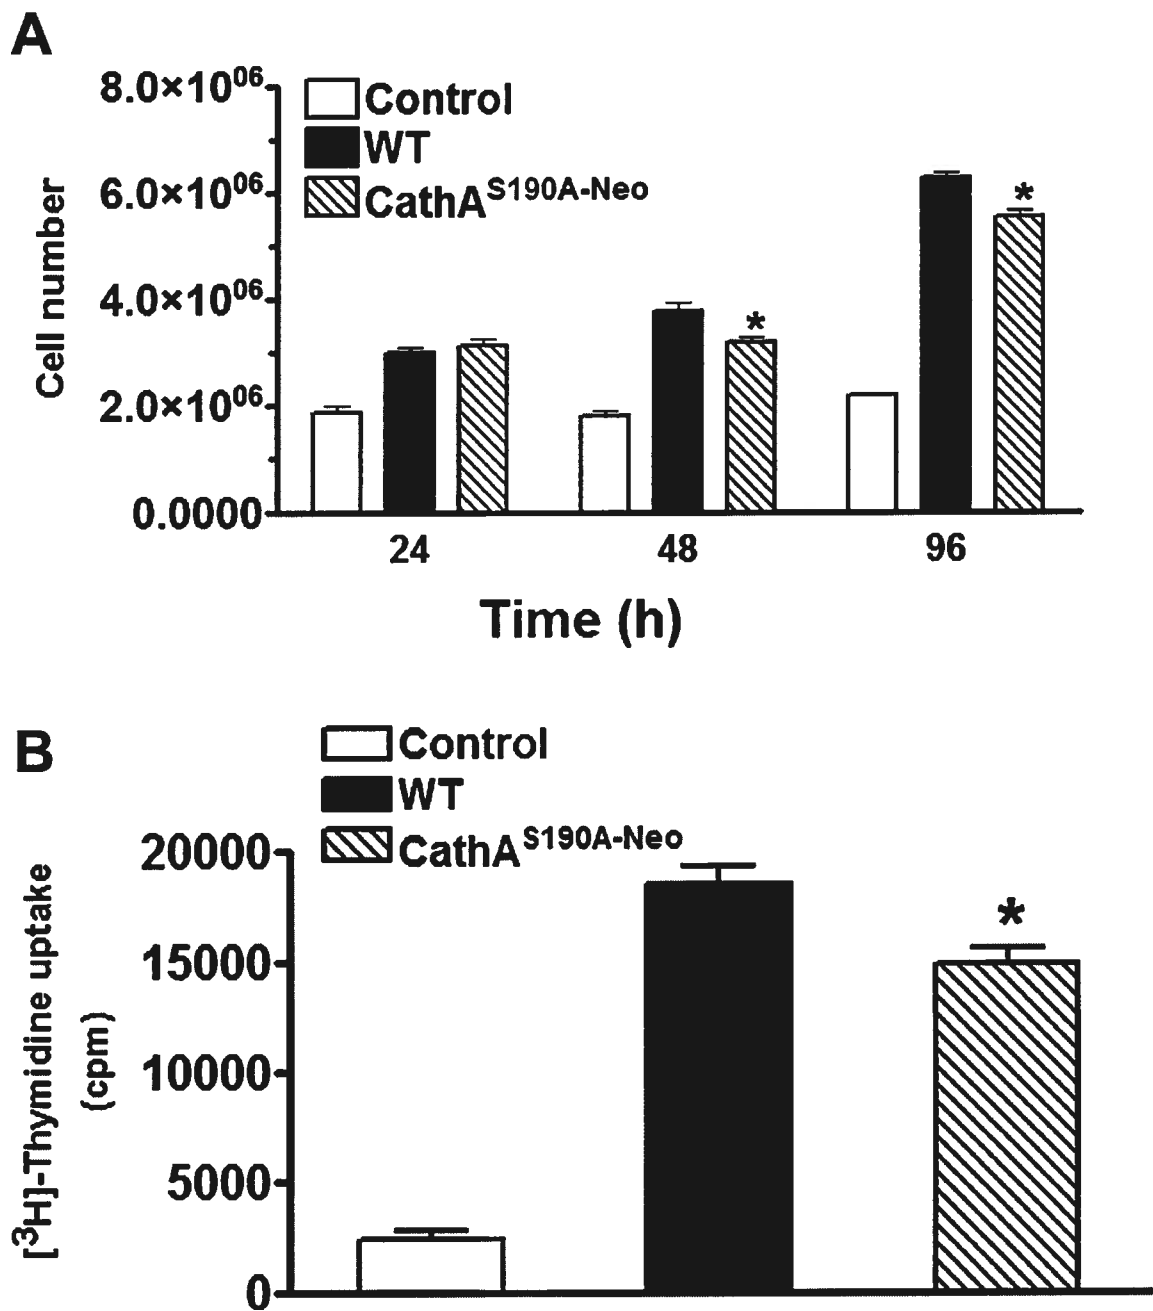 A
8.0×10⁰⁶
6.0×10⁰⁶
4.0×10⁰⁶
2.0×10⁰⁶
0.0000
Cell number
Control
WT
CathA^S190A-Neo
*
*
24
48
96
Time (h)
B
Control
WT
CathA^S190A-Neo
20000
15000
10000
5000
0
[³H]-Thymidine uptake
(cpm)
*